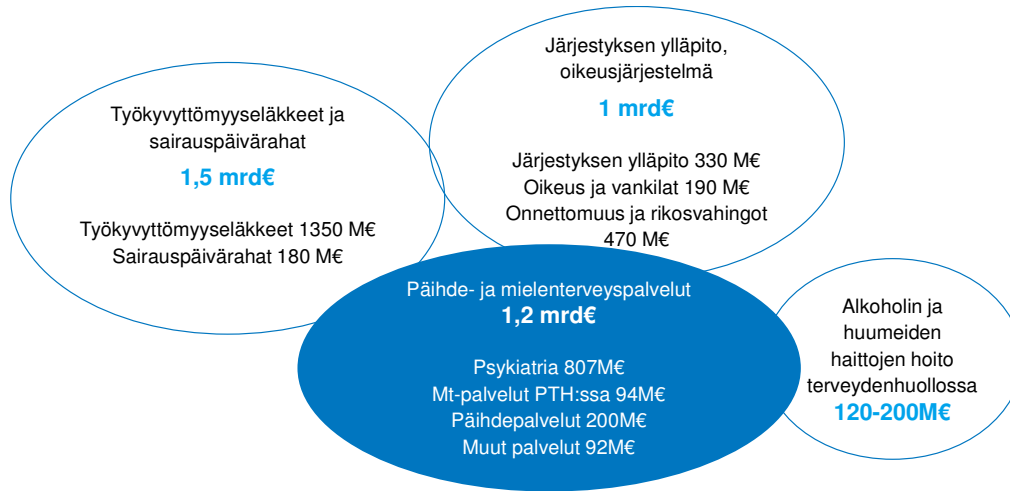 Työkyvyttömyyseläkkeet ja
sairauspäivärahat
1,5 mrd€
Työkyvyttömyyseläkkeet 1350 M€
Sairauspäivärahat 180 M€
Järjestyksen ylläpito,
oikeusjärjestelmä
1 mrd€
Järjestyksen ylläpito 330 M€
Oikeus ja vankilat 190 M€
Onnettomuus ja rikosvahingot
470 M€
Päihde- ja mielenterveyspalvelut
1,2 mrd€
Psykiatria 807M€
Mt-palvelut PTH:ssa 94M€
Päihdepalvelut 200M€
Muut palvelut 92M€
Alkoholin ja
huumeiden
haittojen hoito
terveydenhuollossa
120-200M€